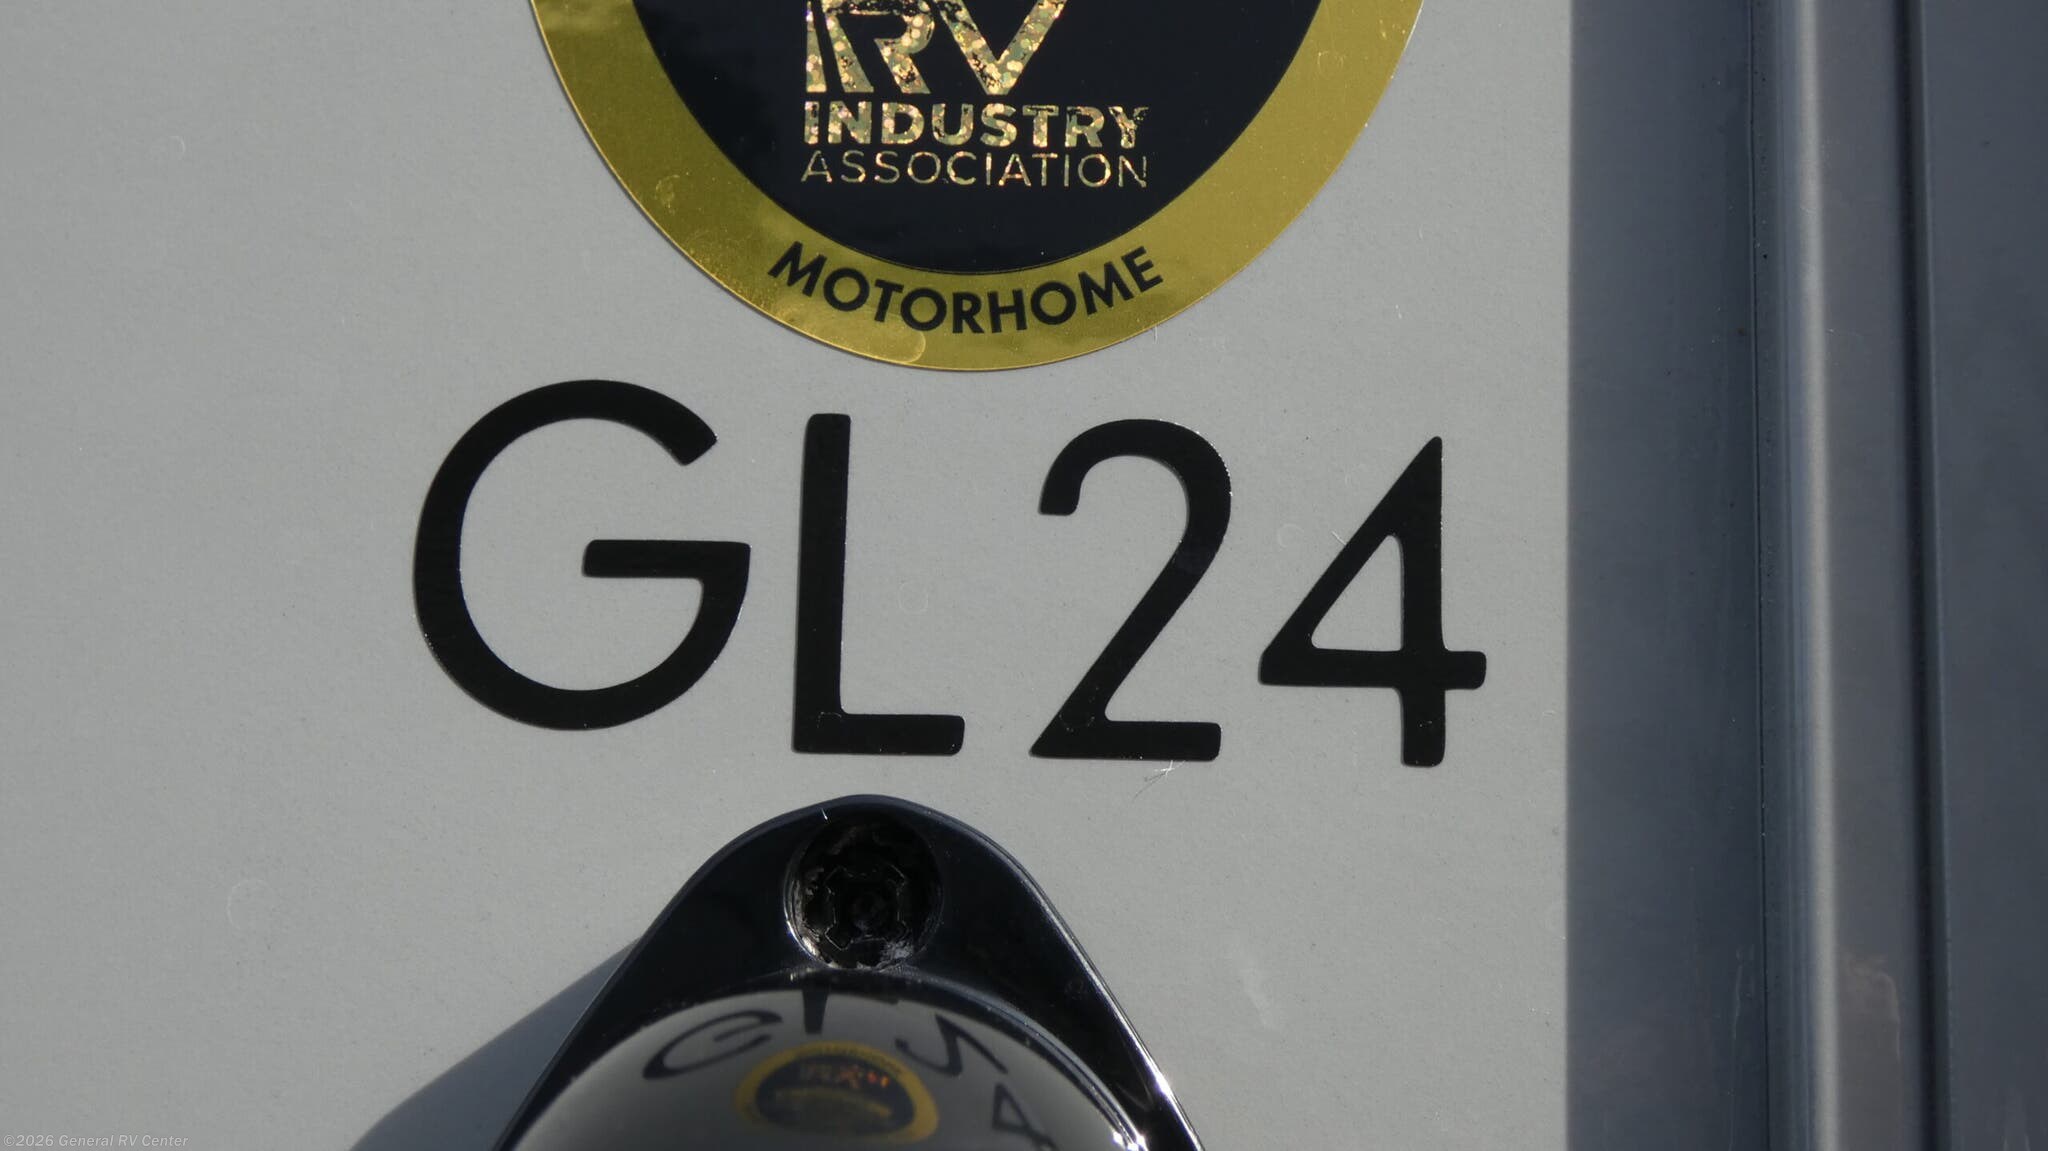 RV
INDUSTRY
ASSOCIATION
MOTORHOME
GL24
©2026 General RV Center